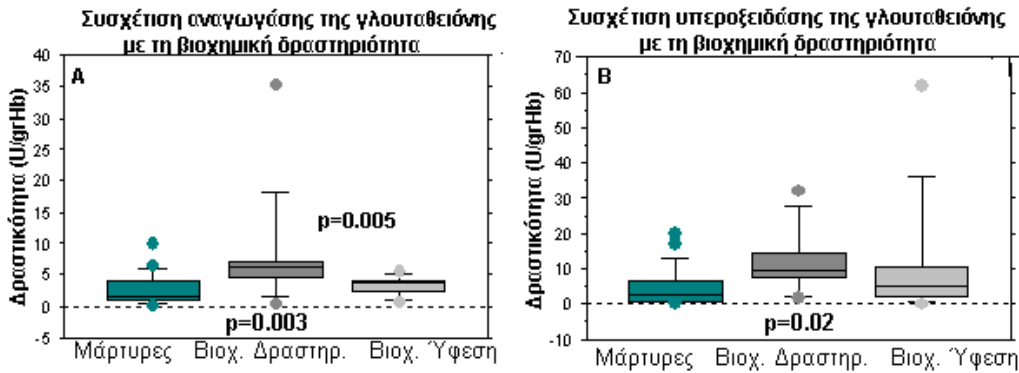 Συσχέτιση αναγωγάσης της γλουταθειόνης
με τη βιοχημική δραστηριότητα
A
Δραστικότητα (U/grHb)
40
35
30
25
20
15
10
5
0
-5
p=0.005
p=0.003
Μάρτυρες Βιοχ. Δραστηρ. Βιοχ. Ύφεση
Συσχέτιση υπεροξειδάσης της γλουταθειόνης
με τη βιοχημική δραστηριότητα
B
Δραστικότητα (U/grHb)
70
60
50
40
30
20
10
0
-10
p=0.02
Μάρτυρες Βιοχ. Δραστηρ. Βιοχ. Ύφεση